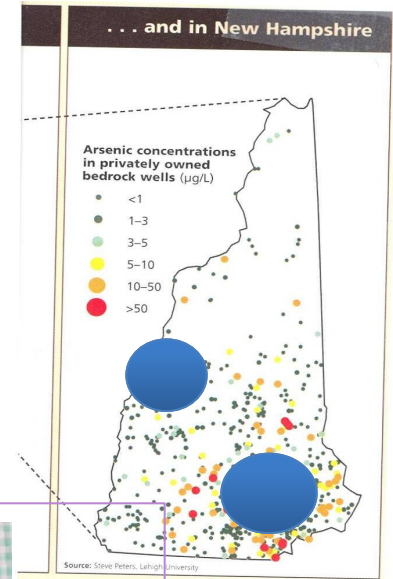 . . . and in New Hampshire
Arsenic concentrations
in privately owned
bedrock wells (µg/L)
<1
1–3
3–5
5–10
10–50
>50
Source: Steve Peters, Lehigh University